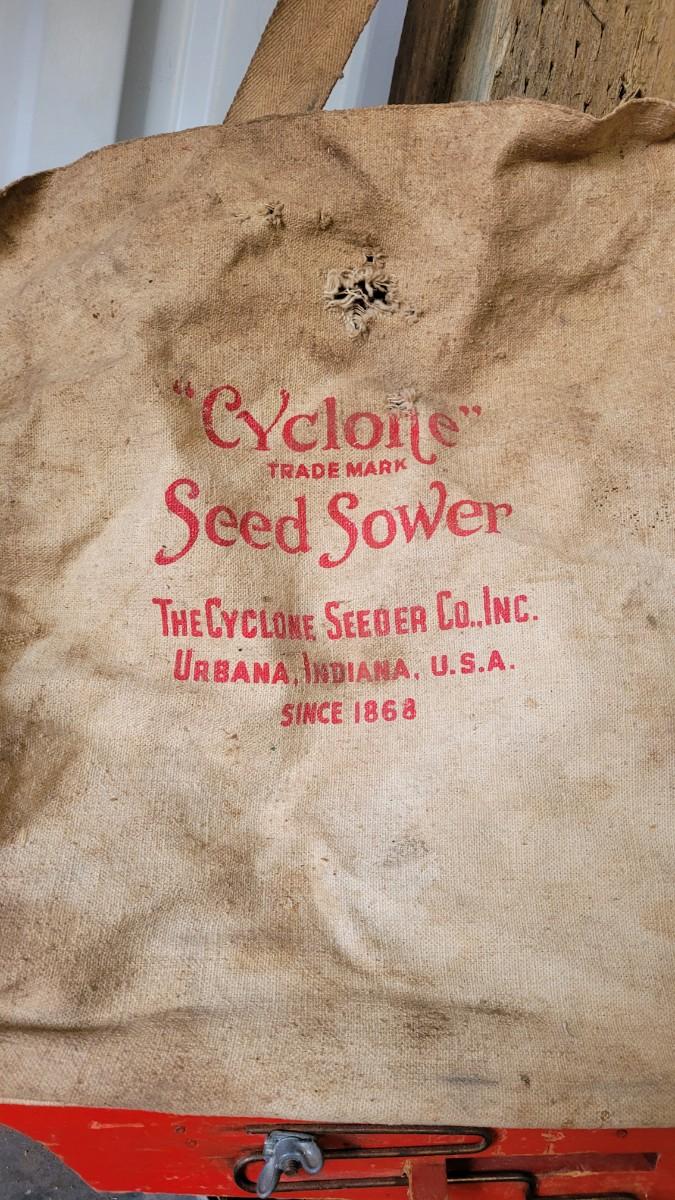 "Cyclone"
TRADE MARK
Seed Sower
THE CYCLONE SEEDER CO., INC.
URBANA, INDIANA, U.S.A.
SINCE 1868